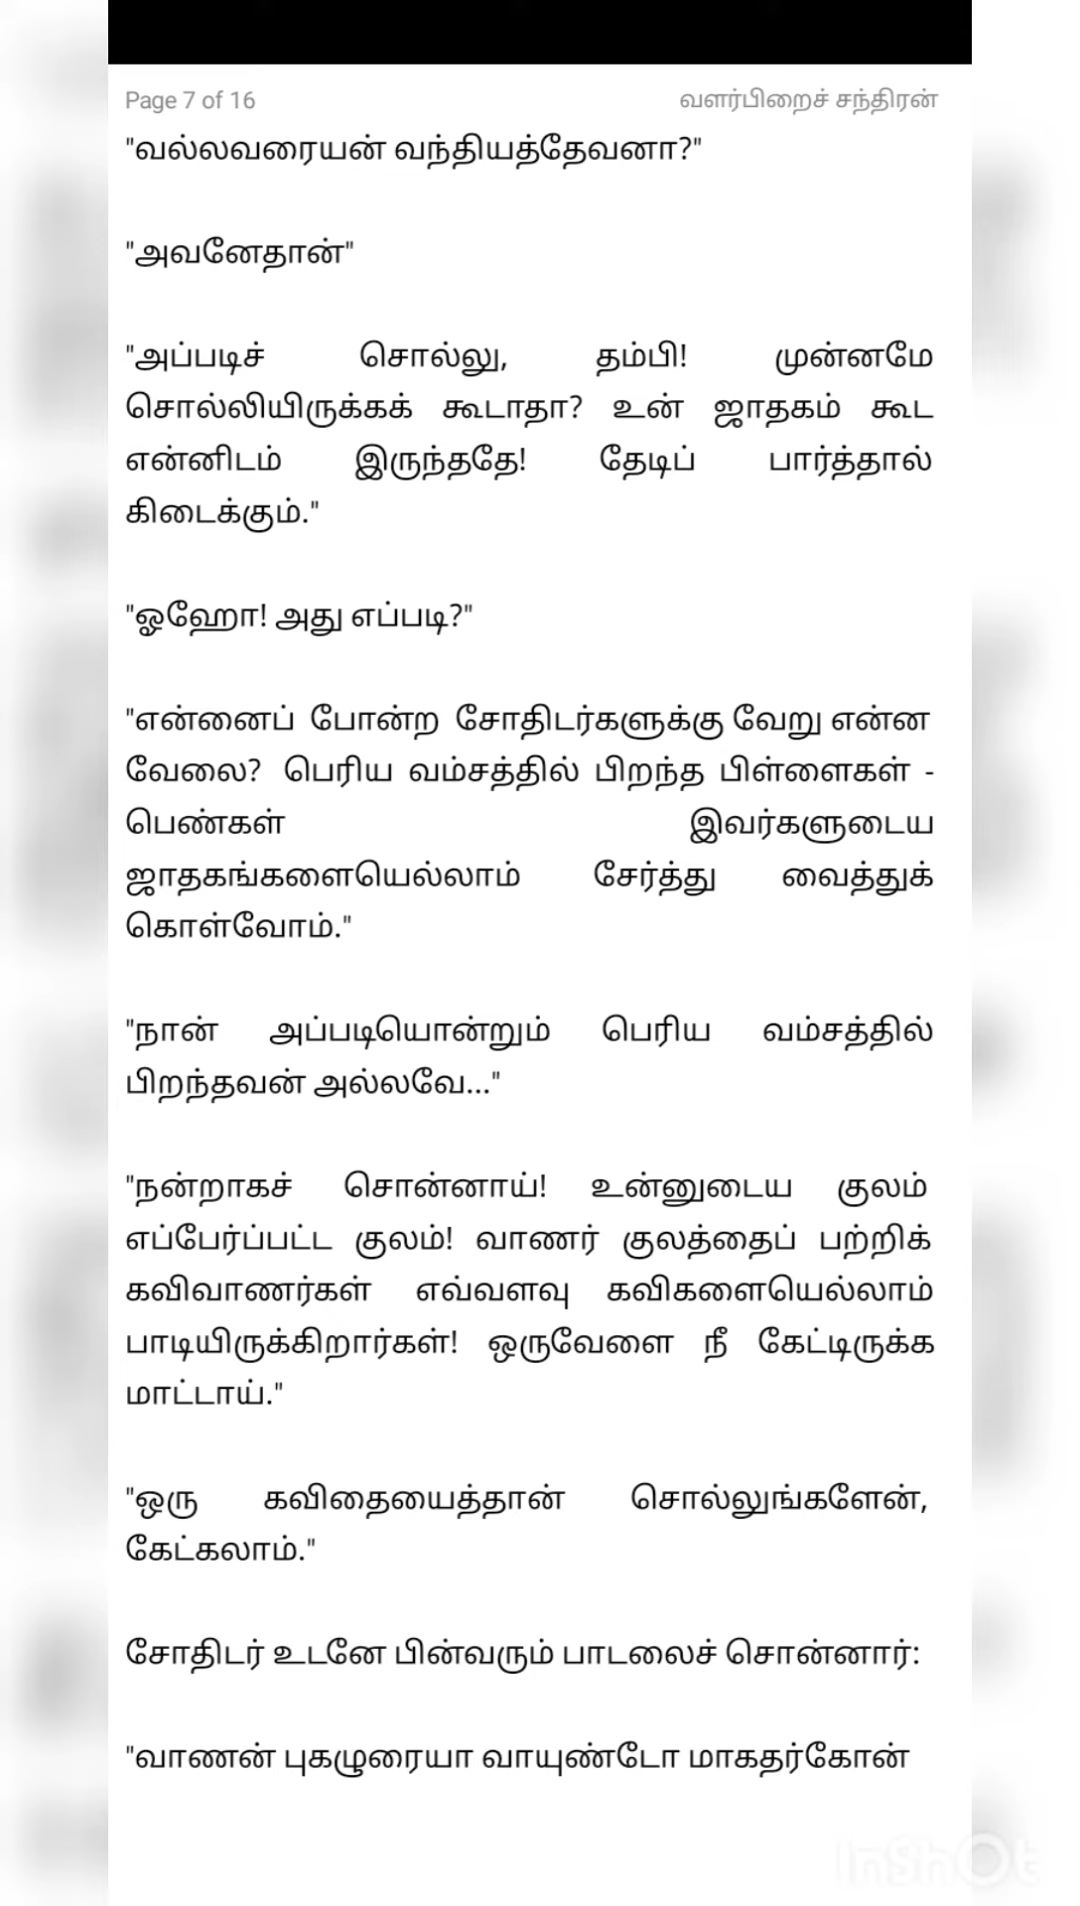 Page 7 of 16
வளர்பிறைச் சந்திரன்
"வல்லவரையன் வந்தியத்தேவனா?"
"அவனேதான்"
"அப்படிச் சொல்லு, தம்பி! முன்னமே
சொல்லியிருக்கக் கூடாதா? உன் ஜாதகம் கூட
என்னிடம் இருந்ததே! தேடிப் பார்த்தால்
கிடைக்கும்."
"ஓஹோ! அது எப்படி?"
"என்னைப் போன்ற சோதிடர்களுக்கு வேறு என்ன
வேலை? பெரிய வம்சத்தில் பிறந்த பிள்ளைகள் -
பெண்கள் இவர்களுடைய
ஜாதகங்களையெல்லாம் சேர்த்து வைத்துக்
கொள்வோம்."
"நான் அப்படியொன்றும் பெரிய வம்சத்தில்
பிறந்தவன் அல்லவே..."
"நன்றாகச் சொன்னாய்! உன்னுடைய குலம்
எப்பேர்ப்பட்ட குலம்! வாணர் குலத்தைப் பற்றிக்
கவிவாணர்கள் எவ்வளவு கவிகளையெல்லாம்
பாடியிருக்கிறார்கள்! ஒருவேளை நீ கேட்டிருக்க
மாட்டாய்."
"ஒரு கவிதையைத்தான் சொல்லுங்களேன்,
கேட்கலாம்."
சோதிடர் உடனே பின்வரும் பாடலைச் சொன்னார்:
"வாணன் புகழுரையா வாயுண்டோ மாகதர்கோன்
InShOt